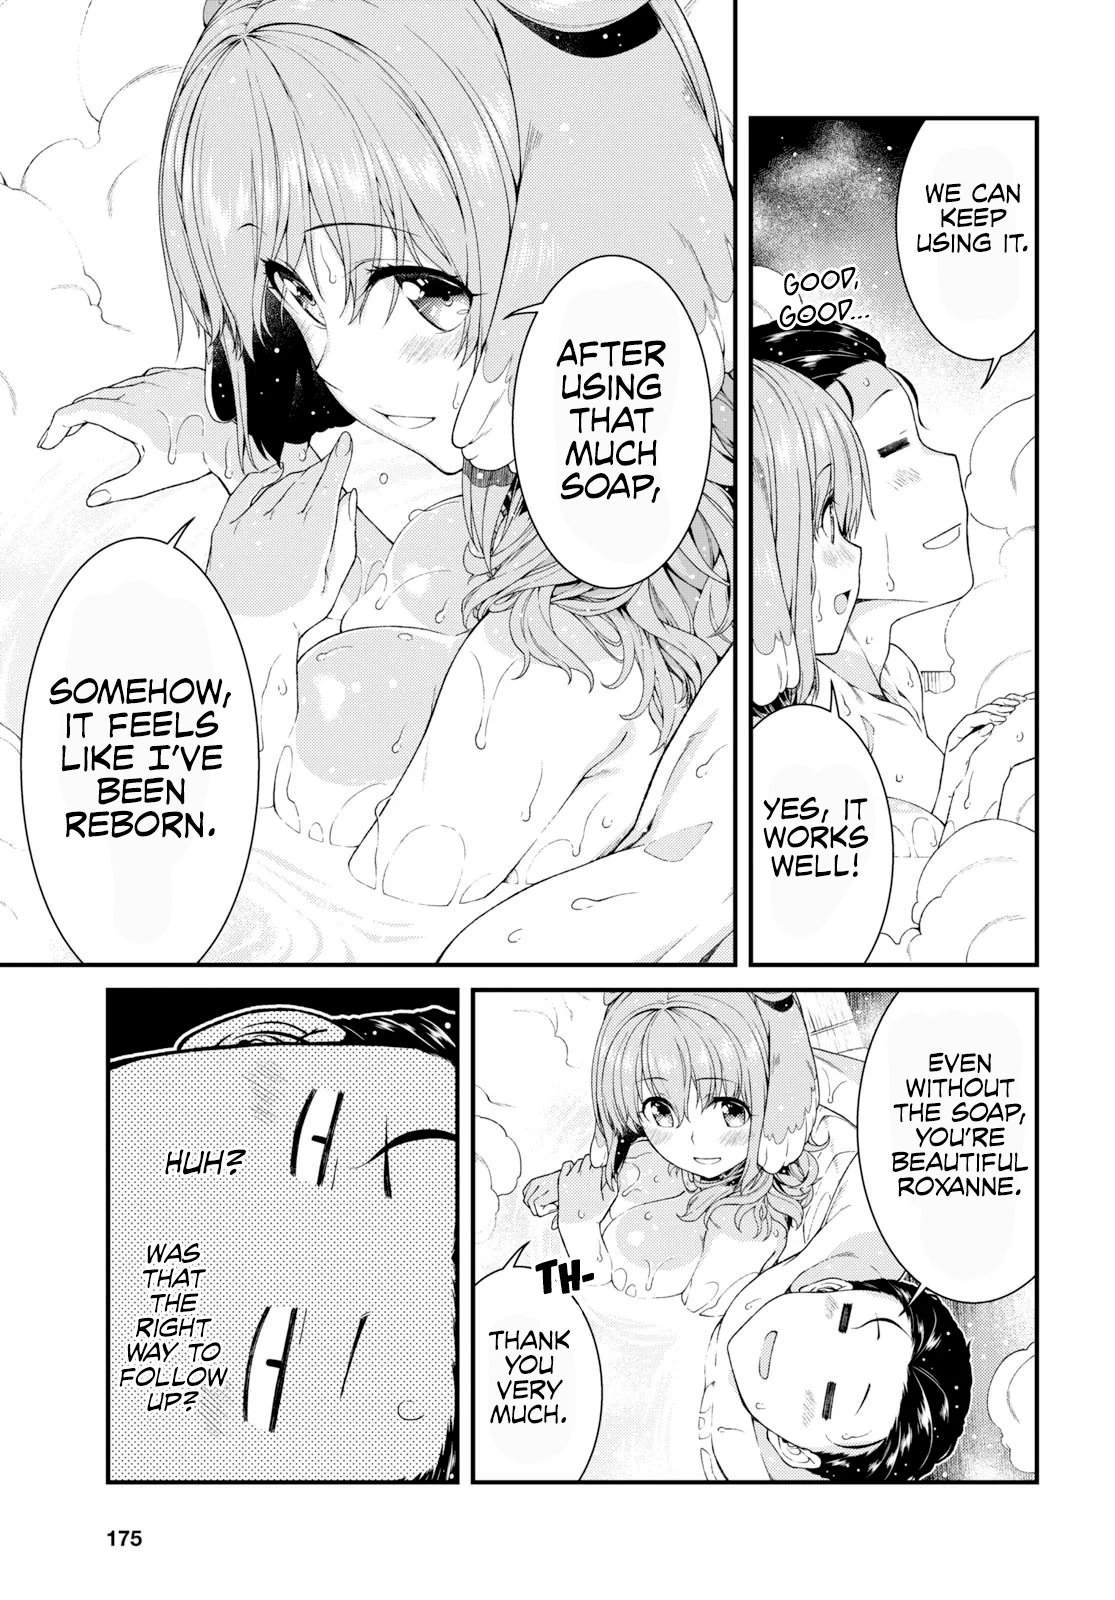 WE CAN
KEEP
USING IT.
GOOD,
GOOD...
YES, IT
WORKS
WELL!
AFTER
USING
THAT
MUCH
SOAP,
SOMEHOW,
IT FEELS
LIKE I'VE
BEEN
REBORN.
EVEN
WITHOUT
THE SOAP,
YOU'RE
BEAUTIFUL
ROXANNE.
TH-
THANK
YOU
VERY
MUCH.
HUH?
WAS
THAT
THE
RIGHT
WAY TO
FOLLOW
UP?
175